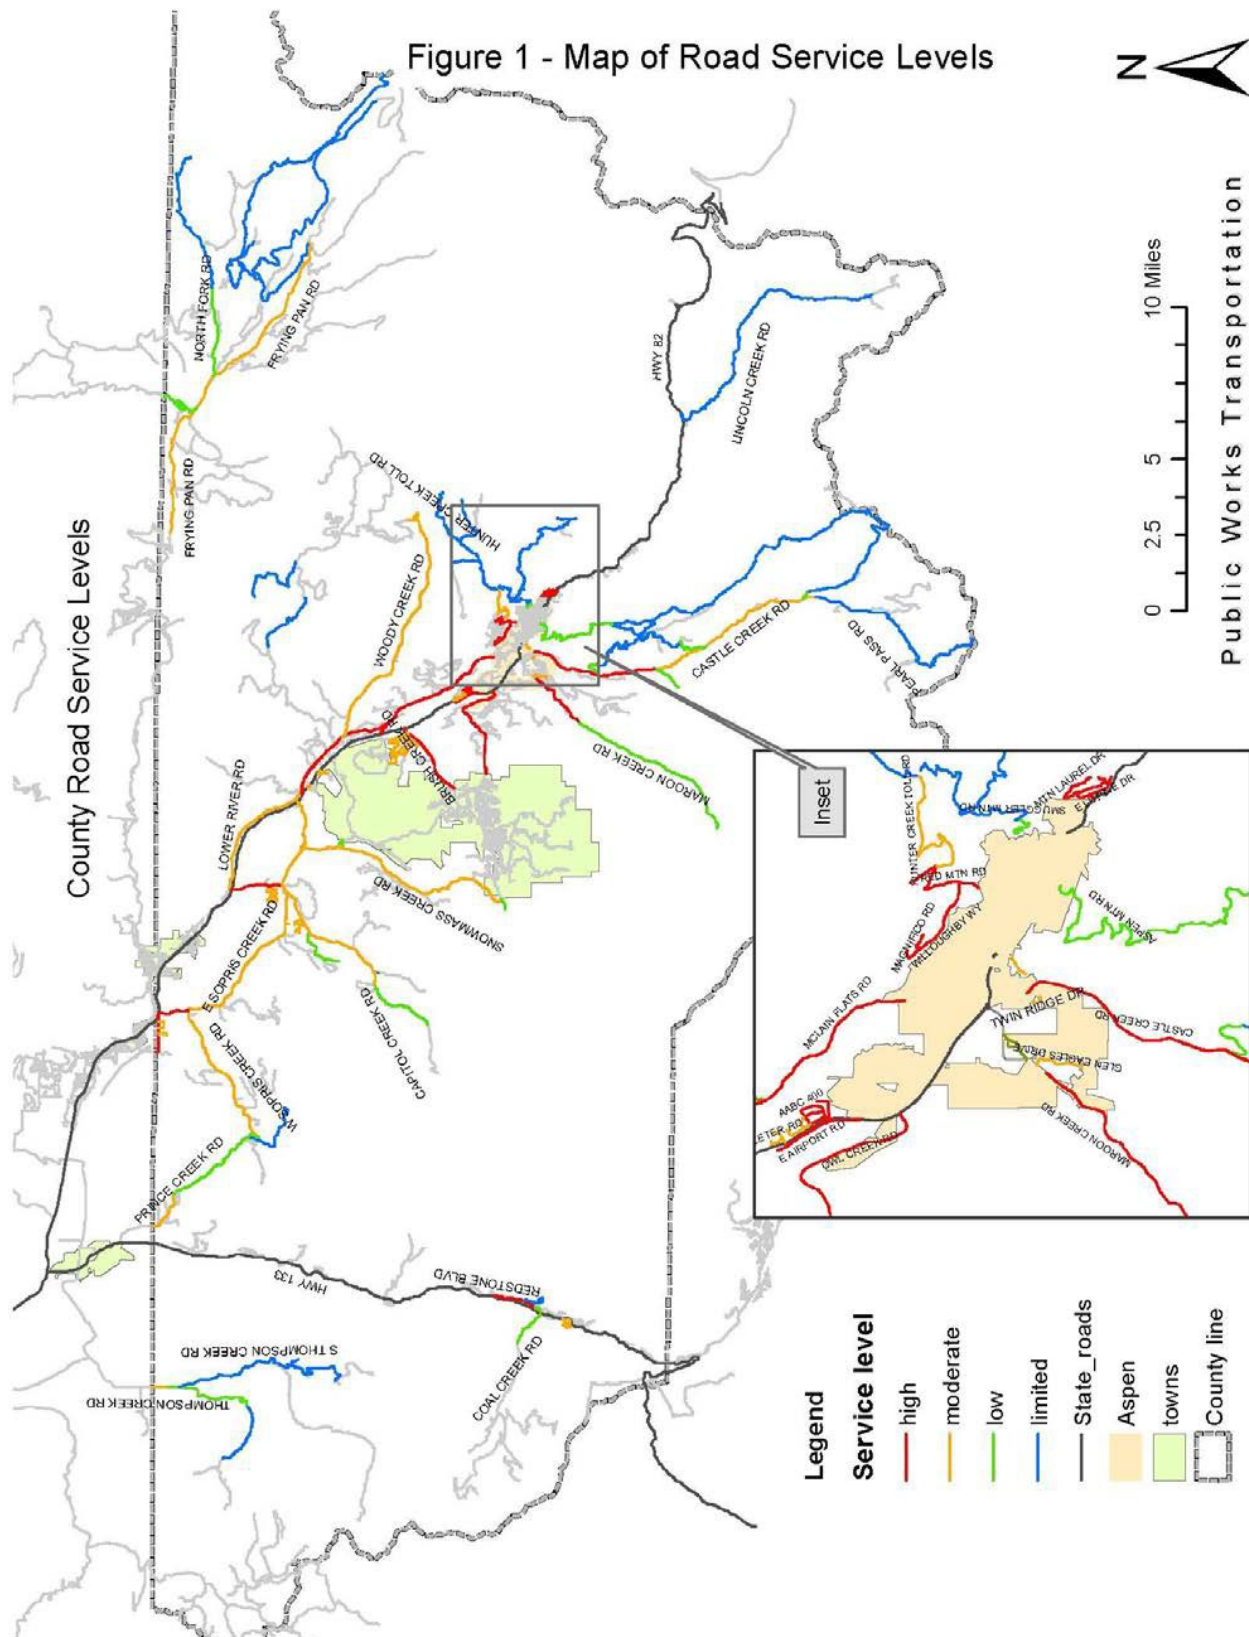 Figure 1 - Map of Road Service Levels
County Road Service Levels
N
NORTH FORK RD
FRYING PAN RD
FRYING PAN RD
HUNTER CREEK TOLL RD
WOODY CREEK RD
HWY 82
LINCOLN CREEK RD
CASTLE CREEK RD
PEARL PASS RD
MAROON CREEK RD
BRUSH CREEK RD
LOWER RIVER RD
SNOWMASS CREEK RD
E SOPRIS CREEK RD
CAPITOL CREEK RD
W SOPRIS CREEK RD
PRINCE CREEK RD
HWY 133
REDSTONE BLVD
COAL CREEK RD
S THOMPSON CREEK RD
THOMPSON CREEK RD
0 2.5 5 10 Miles
Public Works Transportation
Inset
HUNTER CREEK TOLL RD
SMUGGLER MTN RD
MTN LAUREL DR
RED MTN RD
MAGNIFICO RD
WILLOUGHBY WY
MCLAIN FLATS RD
ASPEN MTN RD
TWIN RIDGE DR
CASTLE CREEK RD
GLEN EAGLES DRIVE
MAROON CREEK RD
AABC 400
E AIRPORT RD
OWL CREEK RD
Legend
Service level
high
moderate
low
limited
State_roads
Aspen
towns
County line